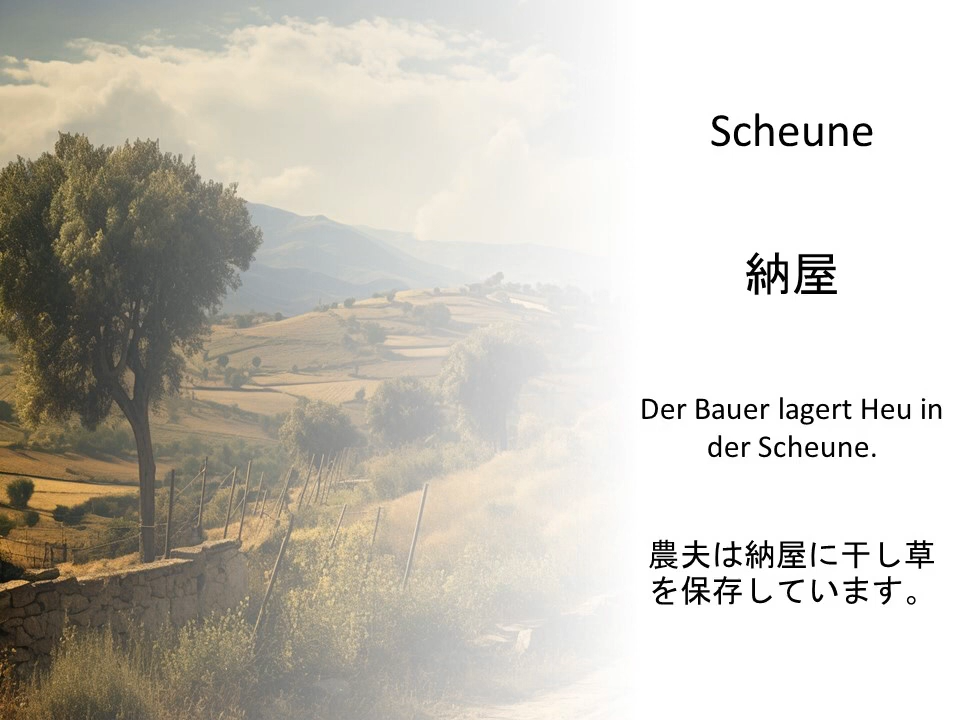 Scheune
納屋
Der Bauer lagert Heu in
der Scheune.
農夫は納屋に干し草
を保存しています。